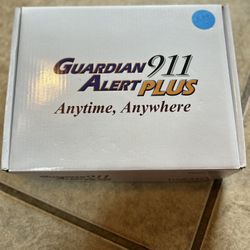 GUARDIAN 911
ALERT PLUS
Anytime, Anywhere